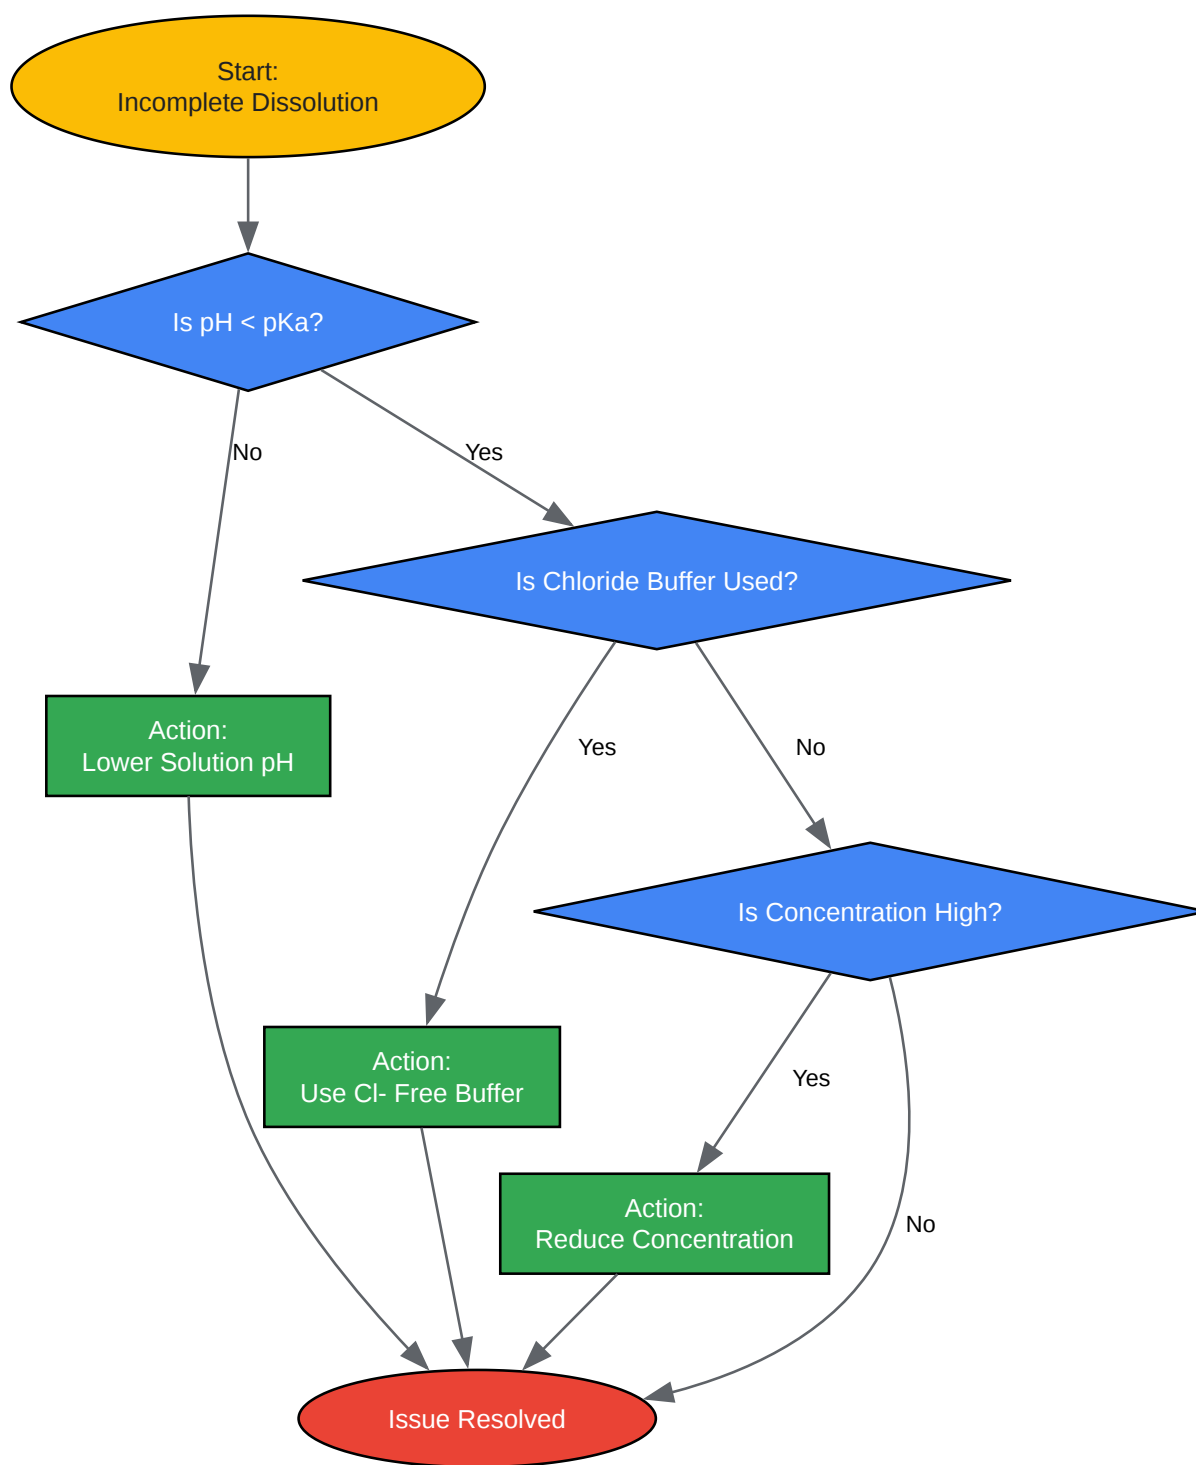 Start:
Incomplete Dissolution
Is pH < pKa?
No
Yes
Is Chloride Buffer Used?
Action:
Lower Solution pH
Yes
No
Is Concentration High?
Action:
Use Cl- Free Buffer
Yes
Action:
Reduce Concentration
No
Issue Resolved